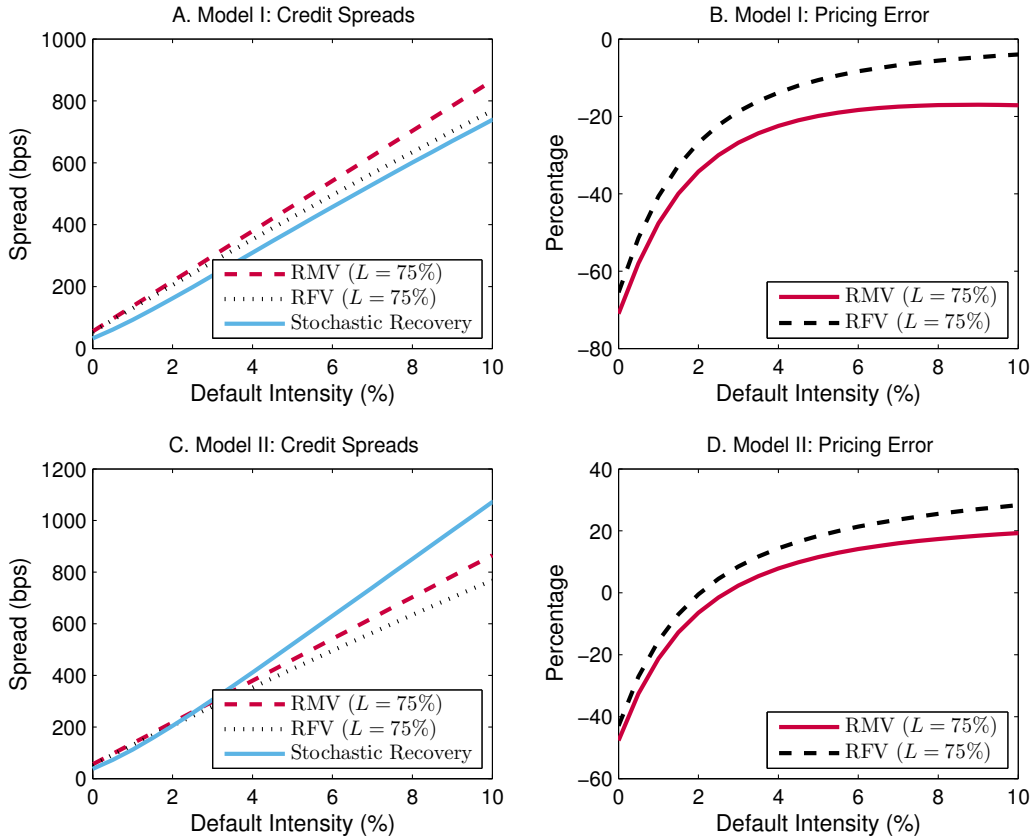 A. Model I: Credit Spreads
1000
800
600
400
200
0
Spread (bps)
RMV (L = 75%)
RFV (L = 75%)
Stochastic Recovery
0 2 4 6 8 10
Default Intensity (%)
B. Model I: Pricing Error
0
−20
−40
−60
−80
Percentage
RMV (L = 75%)
RFV (L = 75%)
0 2 4 6 8 10
Default Intensity (%)
C. Model II: Credit Spreads
1200
1000
800
600
400
200
0
Spread (bps)
RMV (L = 75%)
RFV (L = 75%)
Stochastic Recovery
0 2 4 6 8 10
Default Intensity (%)
D. Model II: Pricing Error
40
20
0
−20
−40
−60
Percentage
RMV (L = 75%)
RFV (L = 75%)
0 2 4 6 8 10
Default Intensity (%)